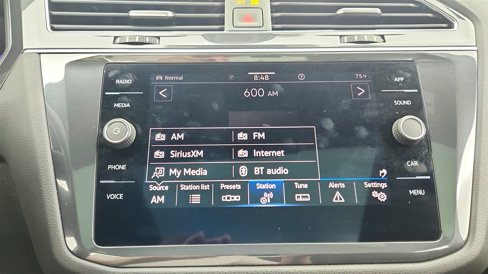 RADIO
MEDIA
PHONE
VOICE
APP
SOUND
CAR
MENU
Normal 8:48 75°F
< 600 AM >
AM FM
SiriusXM Internet
My Media BT audio
Source Station list Presets Station Tune Alerts Settings
AM